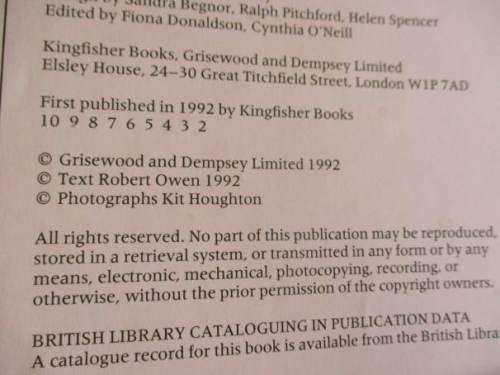 by Sandra Begnor, Ralph Pitchford, Helen Spencer
Edited by Fiona Donaldson, Cynthia O'Neill
Kingfisher Books, Grisewood and Dempsey Limited
Elsley House, 24–30 Great Titchfield Street, London W1P 7AD
First published in 1992 by Kingfisher Books
10 9 8 7 6 5 4 3 2
© Grisewood and Dempsey Limited 1992
© Text Robert Owen 1992
© Photographs Kit Houghton
All rights reserved. No part of this publication may be reproduced,
stored in a retrieval system, or transmitted in any form or by any
means, electronic, mechanical, photocopying, recording, or
otherwise, without the prior permission of the copyright owners.
BRITISH LIBRARY CATALOGUING IN PUBLICATION DATA
A catalogue record for this book is available from the British Libra